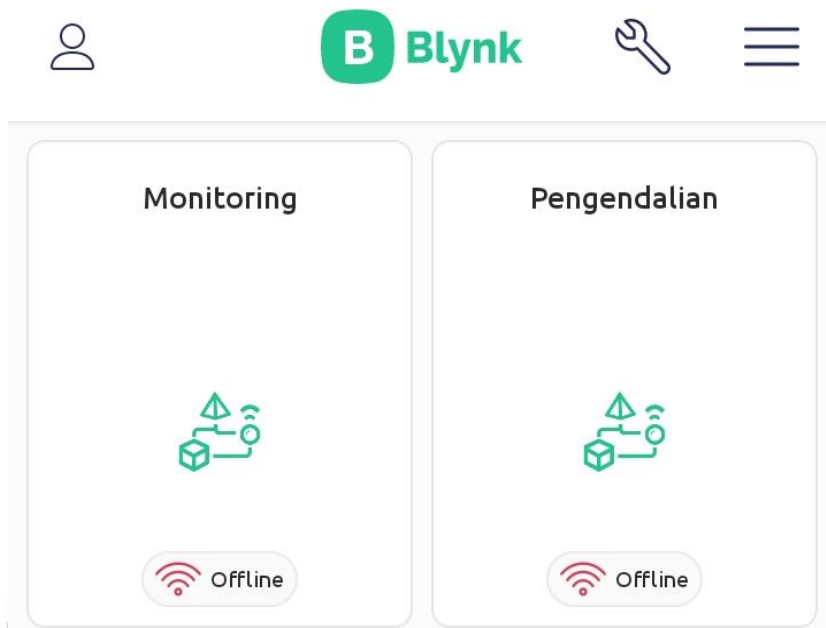 B Blynk
Monitoring
Pengendalian
Offline
Offline